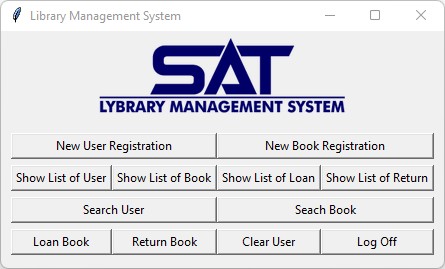 Library Management System
SAT
LYBRARY MANAGEMENT SYSTEM
New User Registration New Book Registration
Show List of User Show List of Book Show List of Loan Show List of Return
Search User Seach Book
Loan Book Return Book Clear User Log Off